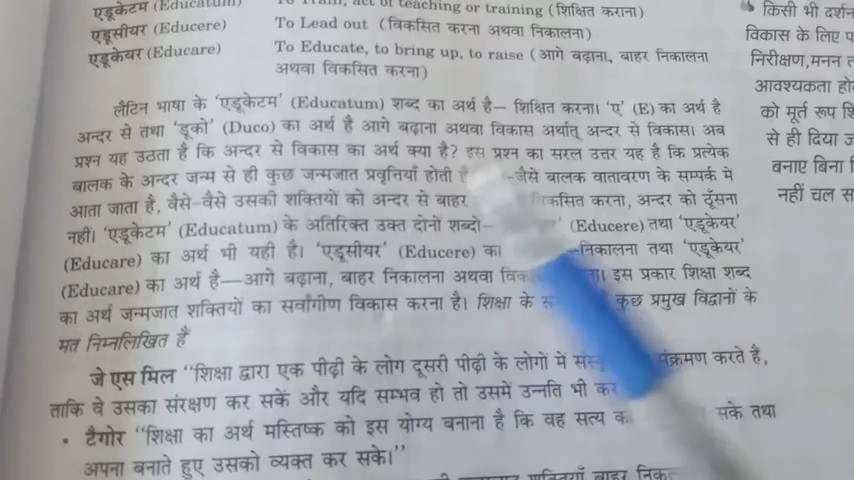 एडूकेटम (Educatum) To Train, act of teaching or training (शिक्षित कराना)
एडूसीयर (Educere) To Lead out (विकसित करना अथवा निकालना)
एडूकेयर (Educare) To Educate, to bring up, to raise (आगे बढ़ाना, बाहर निकालना
अथवा विकसित करना)
लैटिन भाषा के 'एडूकेटम' (Educatum) शब्द का अर्थ है— शिक्षित करना। 'ए' (E) का अर्थ है
अन्दर से तथा 'डूको' (Duco) का अर्थ है आगे बढ़ाना अथवा विकास अर्थात् अन्दर से विकास। अब
प्रश्न यह उठता है कि अन्दर से विकास का अर्थ क्या है? इस प्रश्न का सरल उत्तर यह है कि प्रत्येक
बालक के अन्दर जन्म से ही कुछ जन्मजात प्रवृत्तियाँ होती -जैसे बालक वातावरण के सम्पर्क में
आता जाता है, वैसे-वैसे उसकी शक्तियों को अन्दर से बाहर विकसित करना, अन्दर को ठूँसना
नहीं। 'एडूकेटम' (Educatum) के अतिरिक्त उक्त दोनों शब्दो— (Educere) तथा 'एडूकेयर'
(Educare) का अर्थ भी यही है। 'एडूसीयर' (Educere) का —निकालना तथा 'एडूकेयर'
(Educare) का अर्थ है—आगे बढ़ाना, बाहर निकालना अथवा इस प्रकार शिक्षा शब्द
का अर्थ जन्मजात शक्तियों का सर्वांगीण विकास करना है। शिक्षा के कुछ प्रमुख विद्वानों के
मत निम्नलिखित हैं
जे एस मिल "शिक्षा द्वारा एक पीढ़ी के लोग दूसरी पीढ़ी के लोगों में संक्रमण करते हैं,
ताकि वे उसका संरक्षण कर सकें और यदि सम्भव हो तो उसमें उन्नति भी कर
• टैगोर "शिक्षा का अर्थ मस्तिष्क को इस योग्य बनाना है कि वह सत्य सके तथा
अपना बनाते हुए उसको व्यक्त कर सके।"
बाहर
किसी भी दर्शन
विकास के लिए
निरीक्षण,मनन
आवश्यकता
को मूर्त रूप
से ही दिया
बनाए बिना
नहीं चल